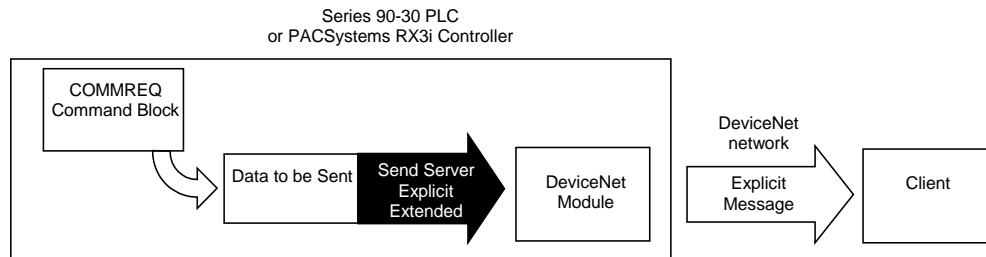 Series 90-30 PLC
or PACSystems RX3i Controller
COMMREQ
Command Block
Data to be Sent
Send Server
Explicit
Extended
DeviceNet
Module
DeviceNet
network
Explicit
Message
Client